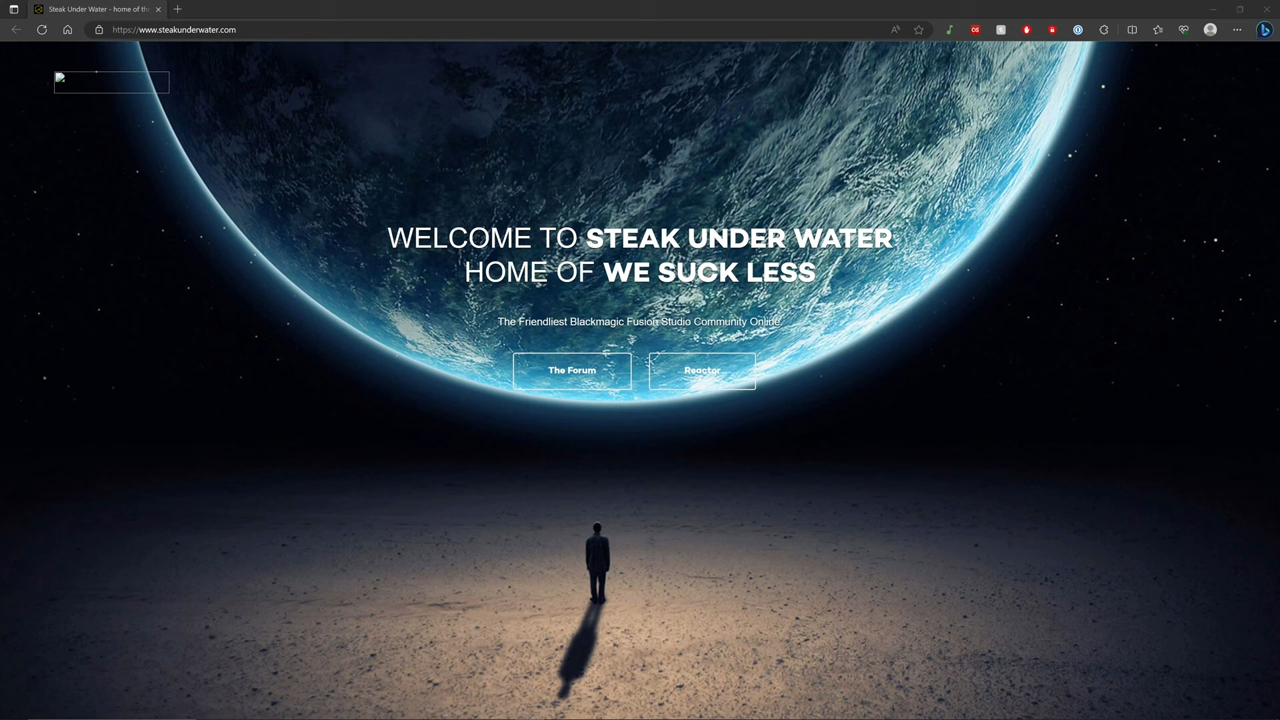 Steak Under Water - home of th
https://www.steakunderwater.com
WELCOME TO STEAK UNDER WATER
HOME OF WE SUCK LESS
The Friendliest Blackmagic Fusion Studio Community Online.
The Forum
Reactor